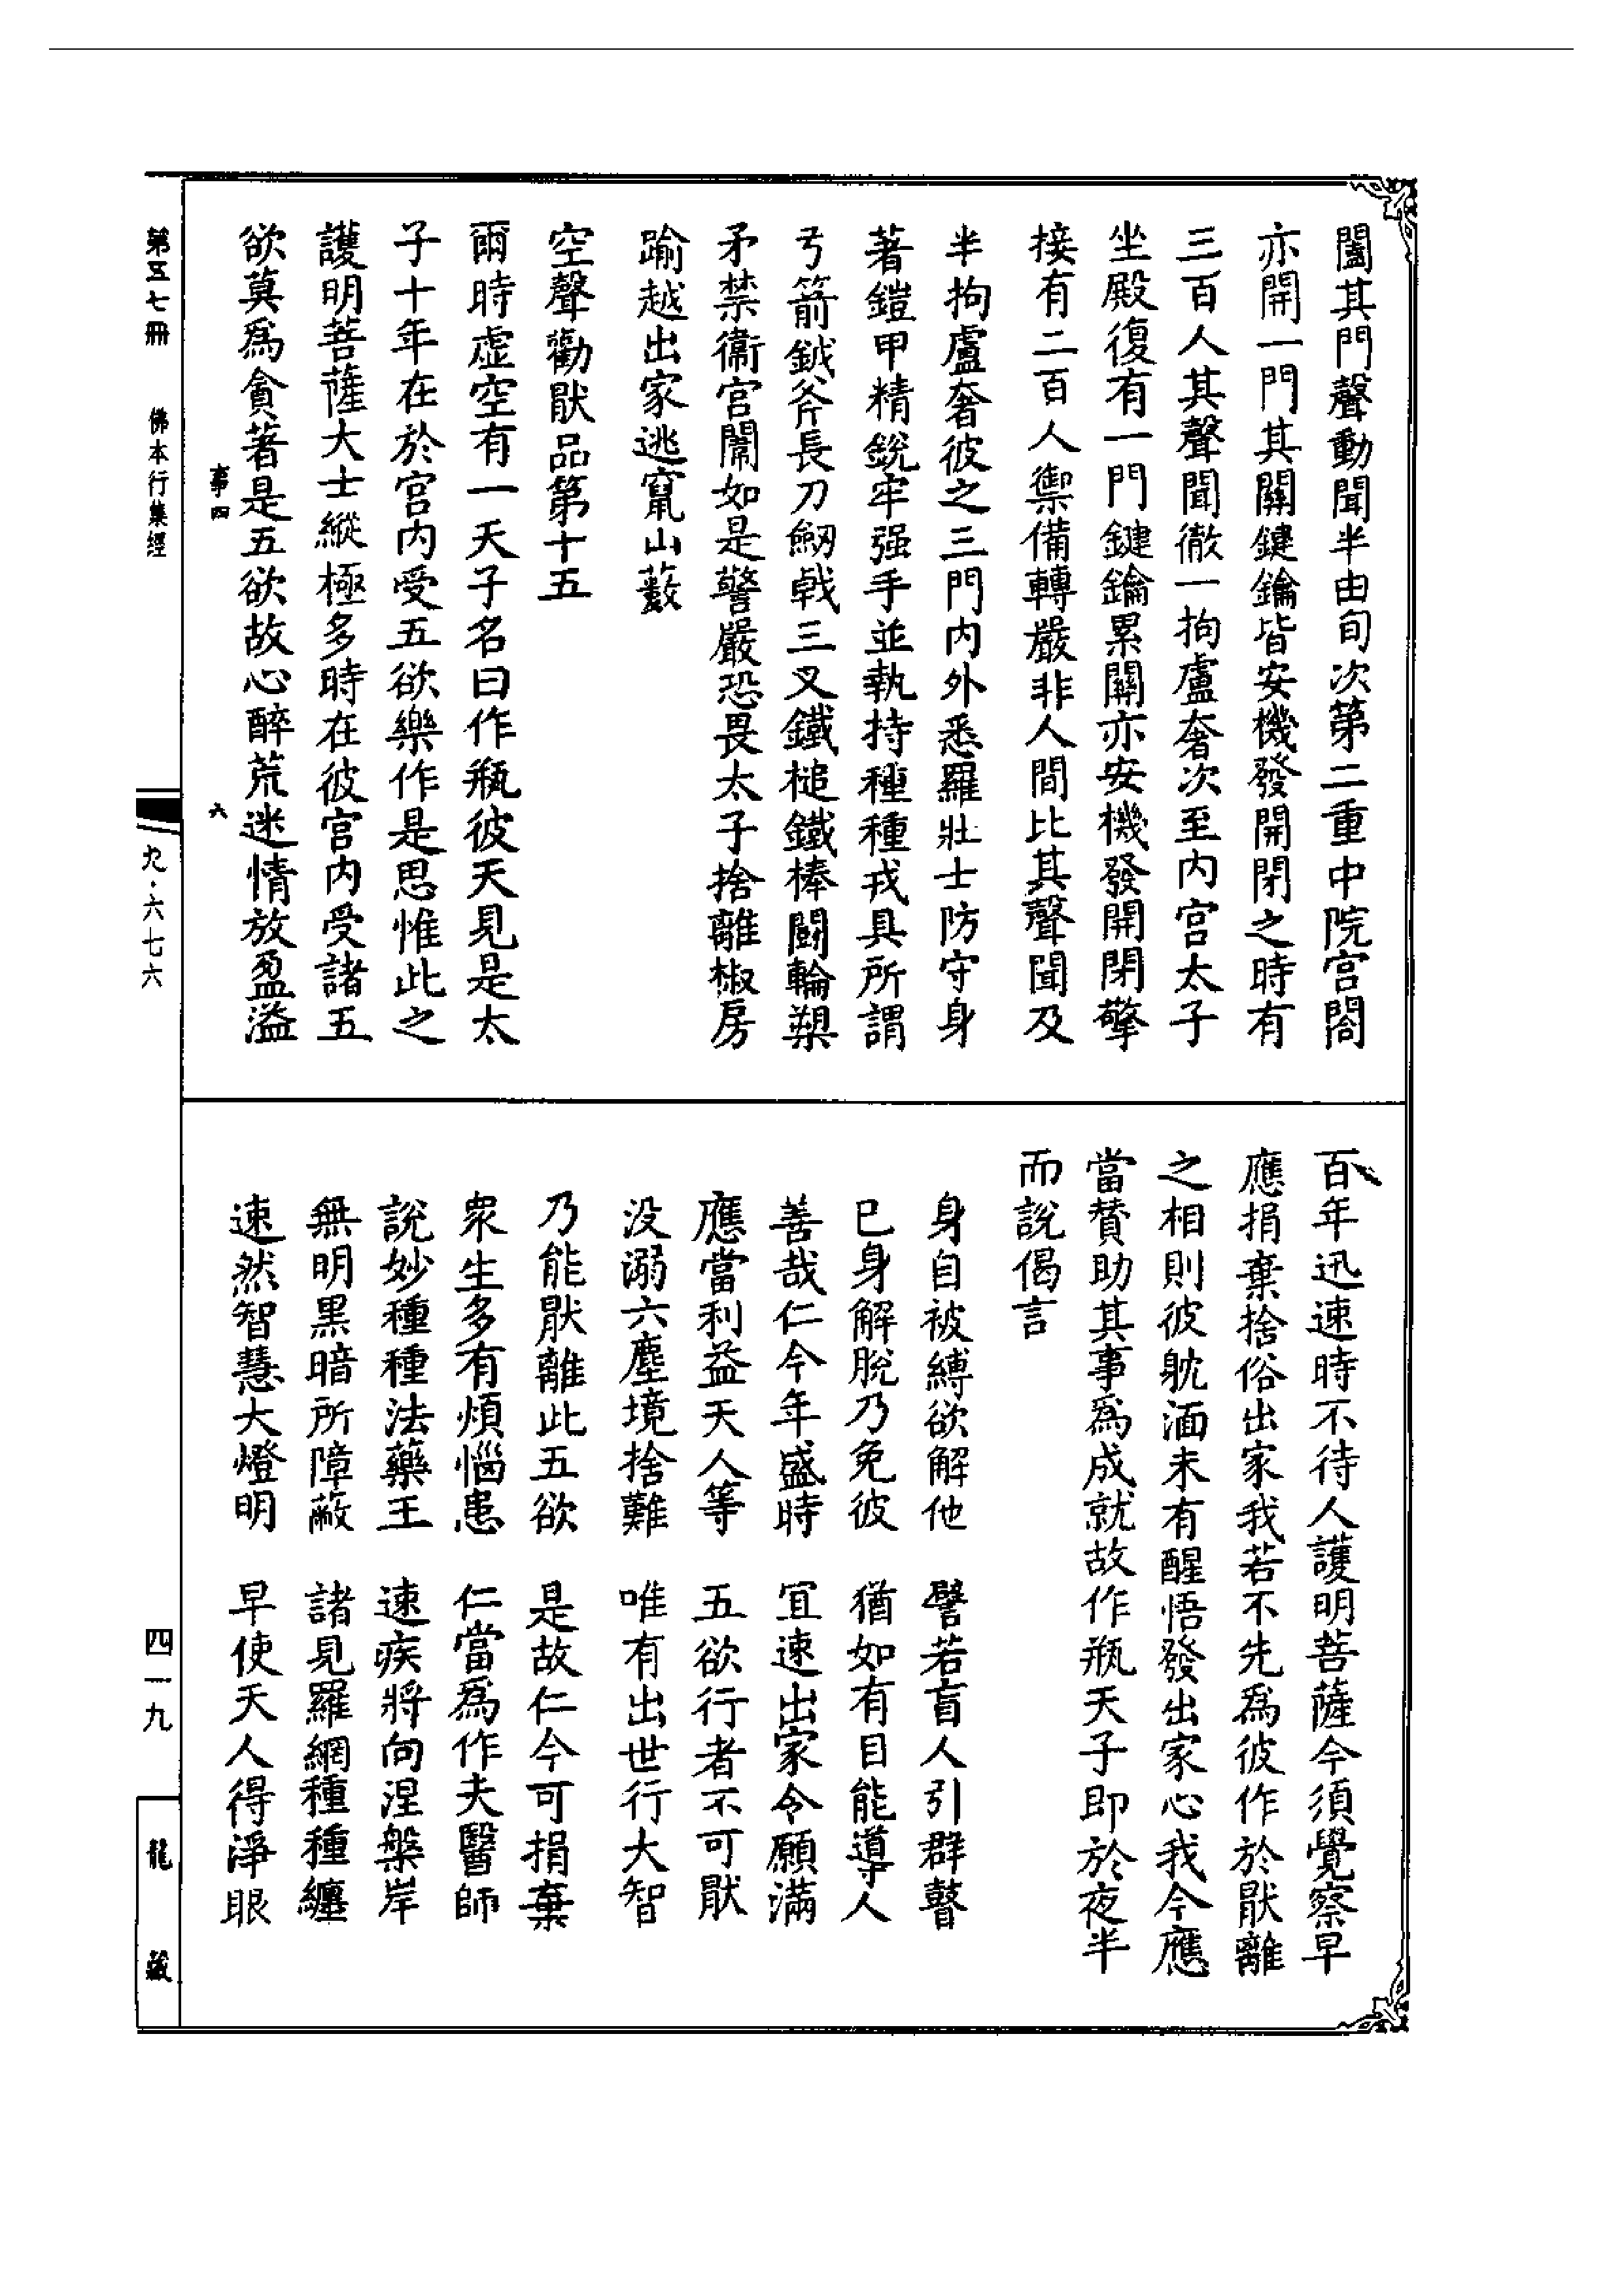 闔其門聲動聞半由旬次第二重中院宫閤
亦開一門其關鍵鑰皆安機發開閉之時有
三百人其聲聞徹一拘盧奢次至内宫太子
坐殿復有一門鍵鑰累關亦安機發開閉擎
接有二百人禦備轉嚴非人間比其聲聞及
半拘盧奢彼之三門内外悉羅壯士防守身
著鎧甲精銳牢强手並執持種種戎具所謂
弓箭鉞斧長刀劒戟三叉鐵槌鐵棒鬪輪槊
矛禁衞宫闈如是警嚴恐畏太子捨離椒房
踰越出家逃竄山藪
空聲勸猒品第十五
爾時虚空有一天子名曰作瓶彼天見是太
子十年在於宫内受五欲樂作是思惟此之
護明菩薩大士縱極多時在彼宫内受諸五
欲莫爲貪著是五欲故心醉荒迷情放盈溢
事四 六
百年迅速時不待人護明菩薩今須覺察早
應捐棄捨俗出家我若不先爲彼作於猒離
之相則彼躭湎未有醒悟發出家心我今應
當賛助其事爲成就故作瓶天子即於夜半
而說偈言
身自被縛欲解他 譬若盲人引群瞽
已身解脫乃免彼 猶如有目能導人
善哉仁今年盛時 宜速出家令願滿
應當利益天人等 五欲行者不可猒
没溺六塵境捨難 唯有出世行大智
乃能猒離此五欲 是故仁今可捐棄
衆生多有煩惱患 仁當爲作大醫師
說妙種種法藥王 速疾將向涅槃岸
無明黑暗所障蔽 諸見羅網種種纏
速然智慧大燈明 早使天人得淨眼
第五七冊 佛本行集經
九·六七六
四一九
龍藏